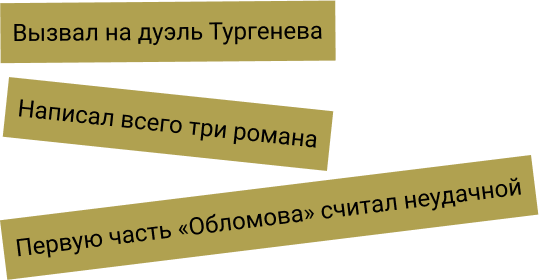 Вызвал на дуэль Тургенева
Написал всего три романа
Первую часть «Обломова» считал неудачной